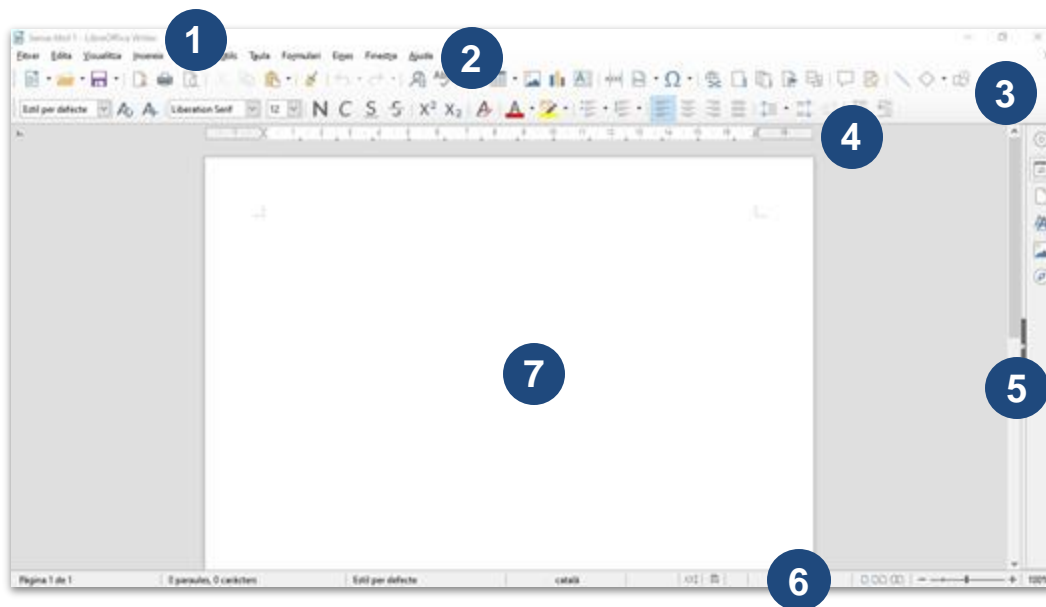 Sense títol 1 - LibreOffice Writer
1
Fitxer Edita Visualitza Insereix Taula Formulari Eines Finestra Ajuda
2
3
Estil per defecte Liberation Serif 12 N C S S X² X₂ A A
4
7
5
Pàgina 1 de 1 0 paraules, 0 caràcters Estil per defecte català 100%
6